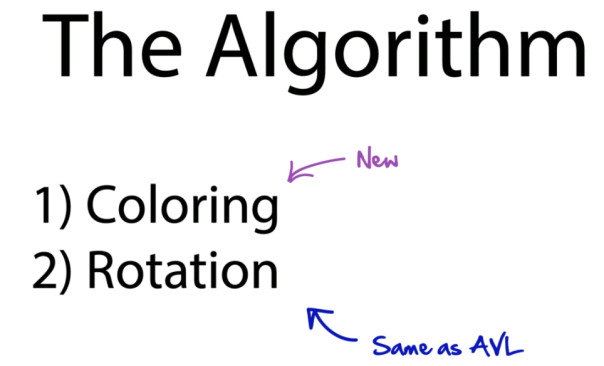 The Algorithm
New
1) Coloring
2) Rotation
Same as AVL